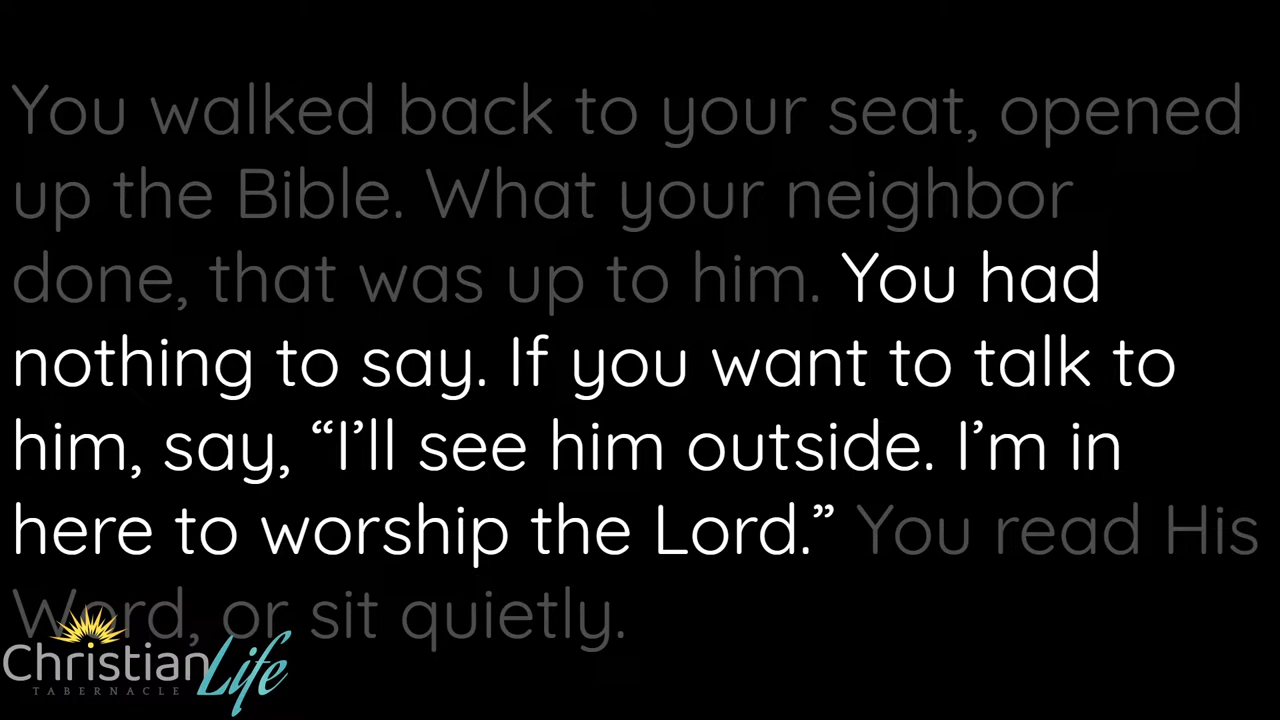 You walked back to your seat, opened
up the Bible. What your neighbor
done, that was up to him. You had
nothing to say. If you want to talk to
him, say, “I’ll see him outside. I’m in
here to worship the Lord.” You read His
Word, or sit quietly.
Christian Life
TABERNACLE